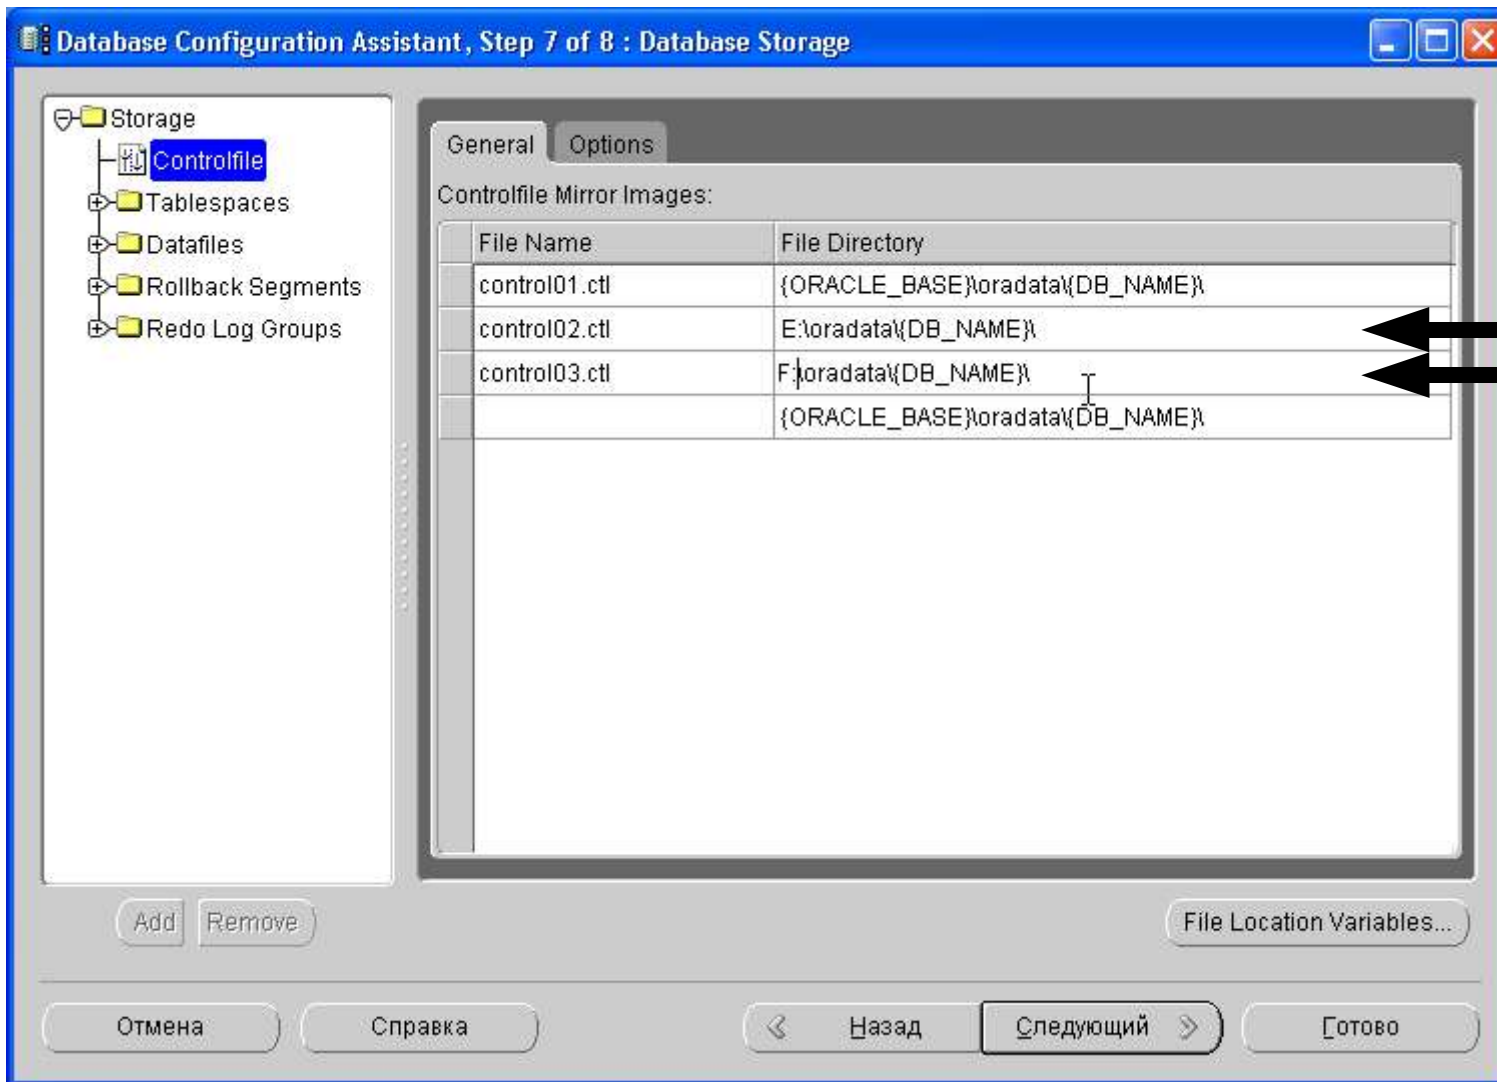 Database Configuration Assistant, Step 7 of 8 : Database Storage
Storage
Controlfile
Tablespaces
Datafiles
Rollback Segments
Redo Log Groups
General Options
Controlfile Mirror Images:
File Name File Directory
control01.ctl {ORACLE_BASE}\oradata\{DB_NAME}\
control02.ctl E:\oradata\{DB_NAME}\
control03.ctl F:\oradata\{DB_NAME}\
{ORACLE_BASE}\oradata\{DB_NAME}\
Add Remove File Location Variables...
Отмена Справка Назад Следующий Готово